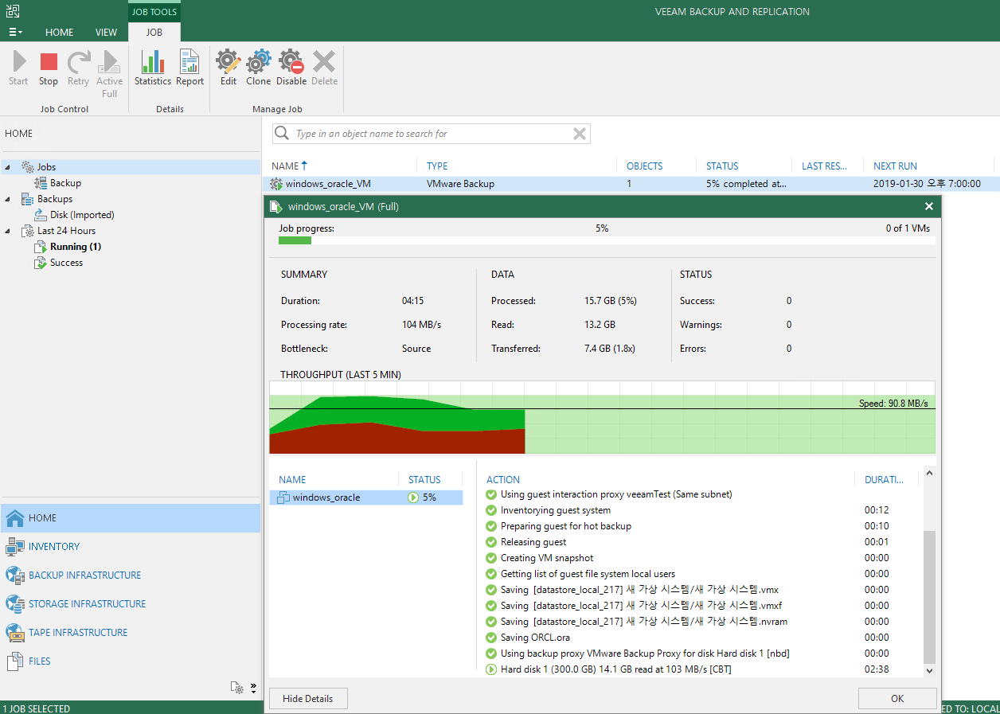 JOB TOOLS
VEEAM BACKUP AND REPLICATION
HOME VIEW JOB
Start Stop Retry Active Full Statistics Report Edit Clone Disable Delete
Job Control Details Manage Job
HOME
Type in an object name to search for
Jobs
Backup
Backups
Disk (Imported)
Last 24 Hours
Running (1)
Success
NAME TYPE OBJECTS STATUS LAST RES... NEXT RUN
windows_oracle_VM VMware Backup 1 5% completed at... 2019-01-30 오후 7:00:00
windows_oracle_VM (Full)
Job progress: 5% 0 of 1 VMs
SUMMARY DATA STATUS
Duration: 04:15 Processed: 15.7 GB (5%) Success: 0
Processing rate: 104 MB/s Read: 13.2 GB Warnings: 0
Bottleneck: Source Transferred: 7.4 GB (1.8x) Errors: 0
THROUGHPUT (LAST 5 MIN)
Speed: 90.8 MB/s
NAME STATUS
windows_oracle 5%
ACTION DURATI...
Using guest interaction proxy veeamTest (Same subnet)
Inventorying guest system 00:12
Preparing guest for hot backup 00:10
Releasing guest 00:01
Creating VM snapshot 00:00
Getting list of guest file system local users 00:00
Saving [datastore_local_217] 새 가상 시스템/새 가상 시스템.vmx 00:00
Saving [datastore_local_217] 새 가상 시스템/새 가상 시스템.vmxf 00:00
Saving [datastore_local_217] 새 가상 시스템/새 가상 시스템.nvram 00:00
Saving ORCL.ora 00:00
Using backup proxy VMware Backup Proxy for disk Hard disk 1 [nbd] 00:00
Hard disk 1 (300.0 GB) 14.1 GB read at 103 MB/s [CBT] 02:38
Hide Details OK
HOME
INVENTORY
BACKUP INFRASTRUCTURE
STORAGE INFRASTRUCTURE
TAPE INFRASTRUCTURE
FILES
1 JOB SELECTED ED TO: LOCAL